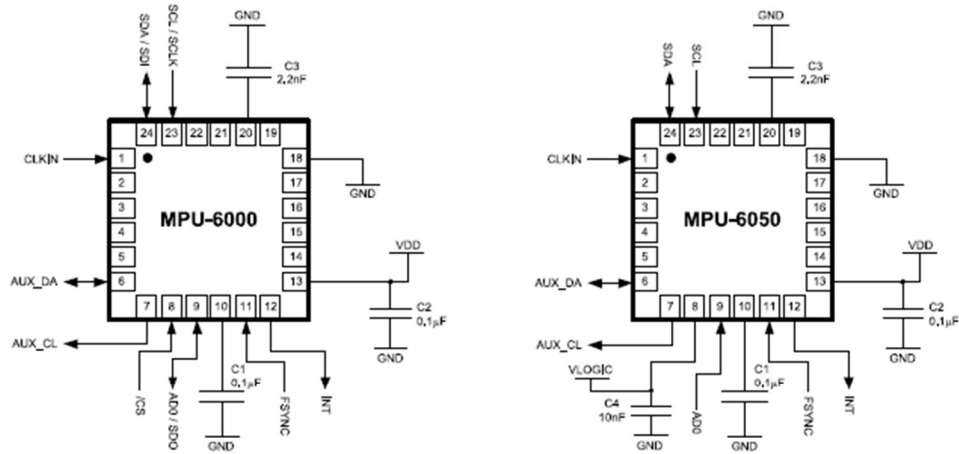 GND
C3
2.2nF
SDA / SDI
SCL / SCLK
24 23 22 21 20 19
CLKIN
1
2
3
4
5
6
18
17
16
15
14
13
MPU-6000
GND
VDD
AUX_DA
7 8 9 10 11 12
C2
0.1µF
GND
AUX_CL
/CS
AD0 / SDO
C1
0.1µF
GND
FSYNC
INT
GND
C3
2.2nF
SDA
SCL
24 23 22 21 20 19
CLKIN
1
2
3
4
5
6
18
17
16
15
14
13
MPU-6050
GND
VDD
AUX_DA
7 8 9 10 11 12
C2
0.1µF
GND
AUX_CL
VLOGIC
C4
10nF
GND
AD0
C1
0.1µF
GND
FSYNC
INT